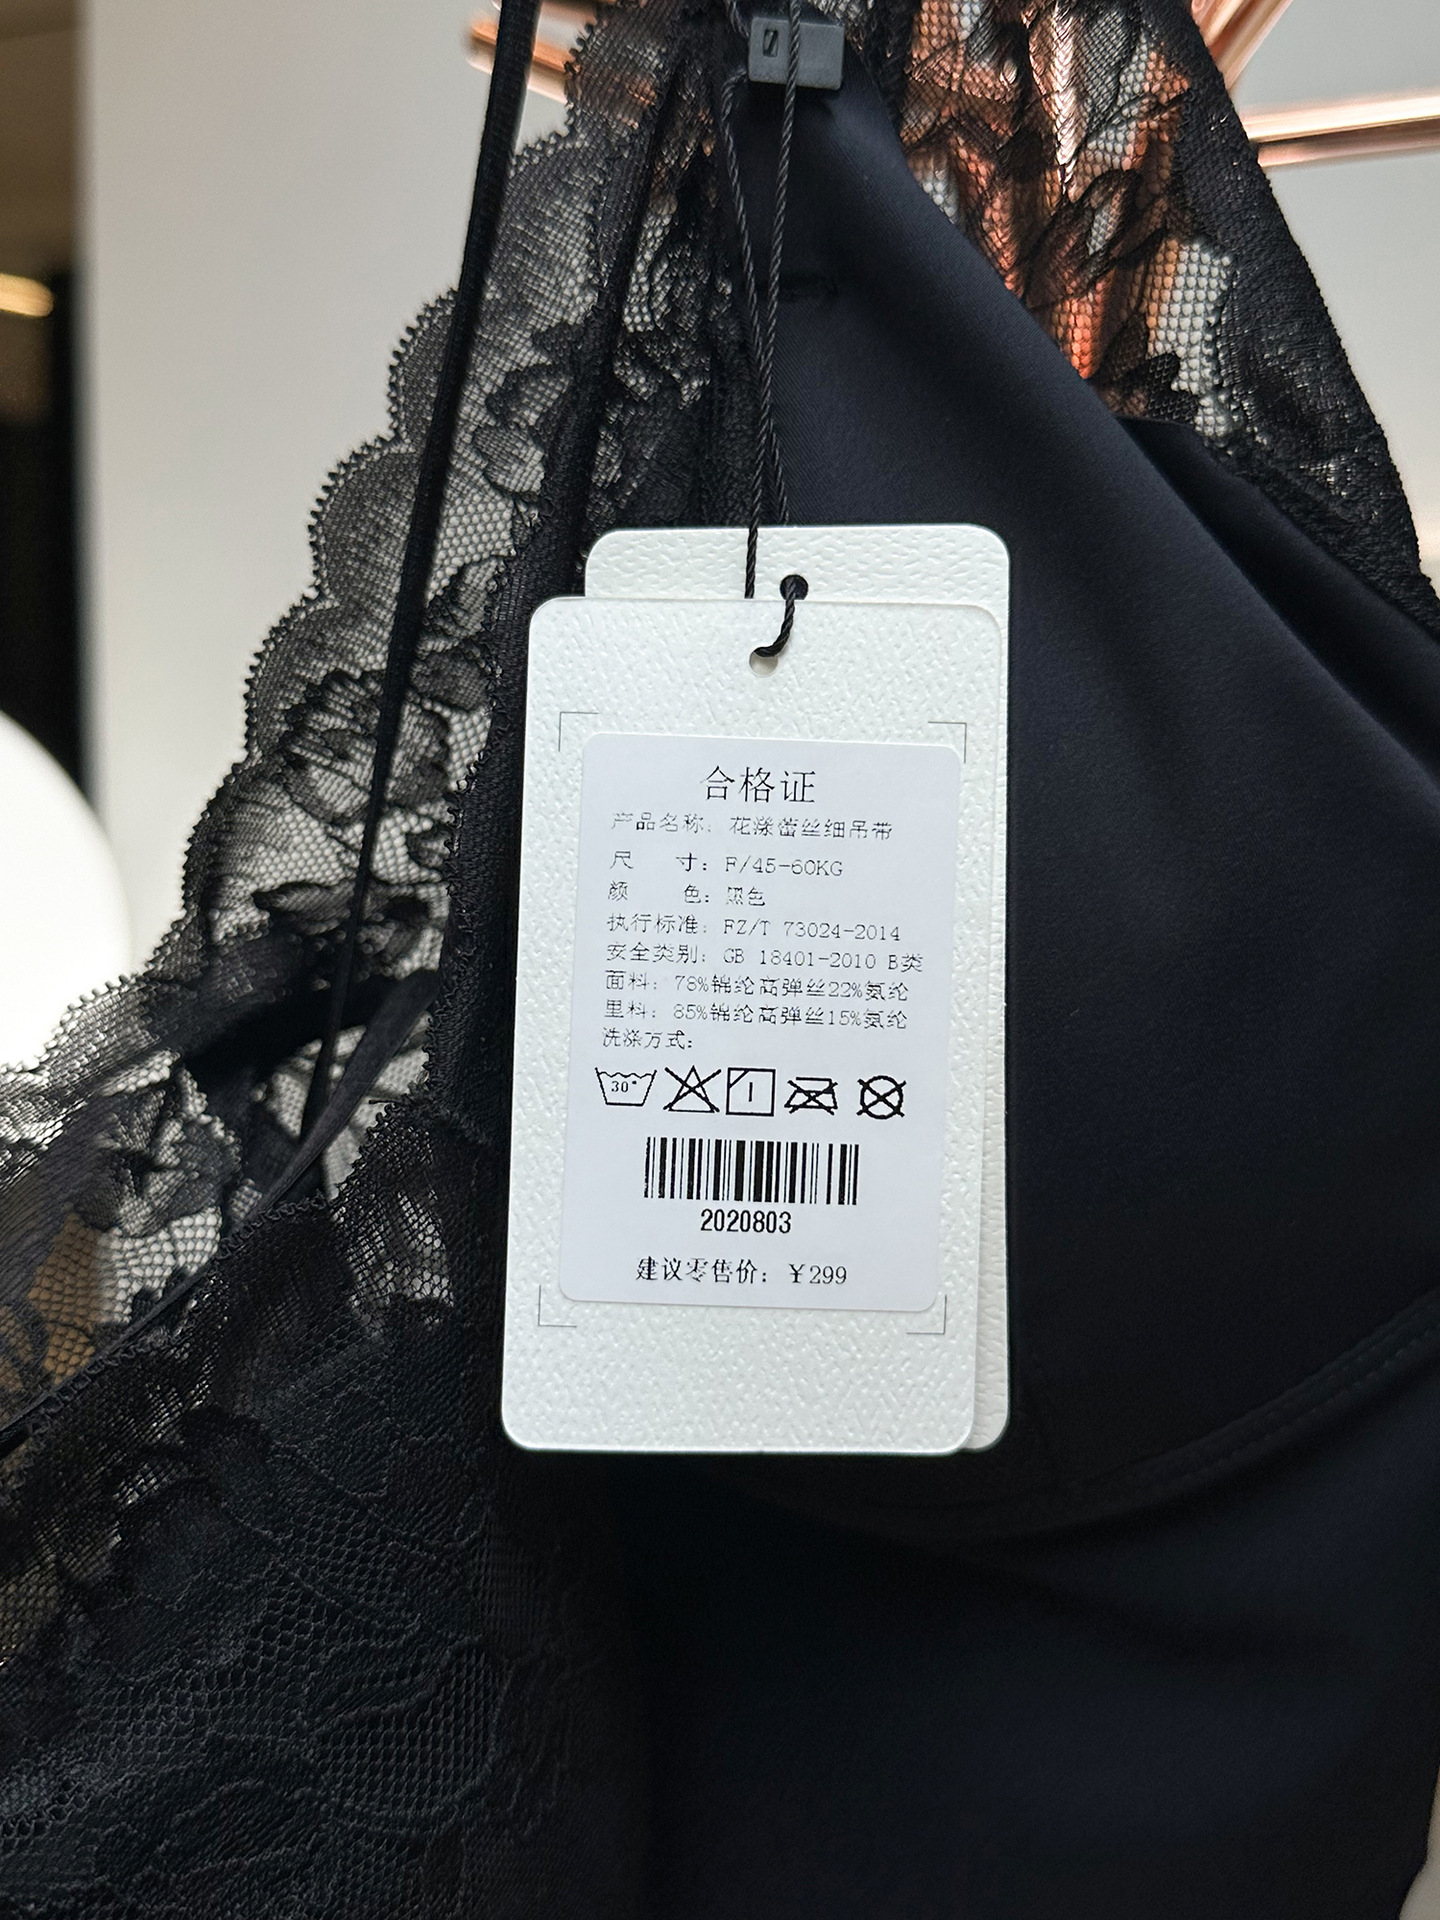 合格证
产品名称：花漾蕾丝细吊带
尺 寸：F/45-60KG
颜 色：黑色
执行标准：FZ/T 73024-2014
安全类别：GB 18401-2010 B类
面料：78%锦纶高弹丝22%氨纶
里料：85%锦纶高弹丝15%氨纶
洗涤方式：
30°
2020803
建议零售价：￥299